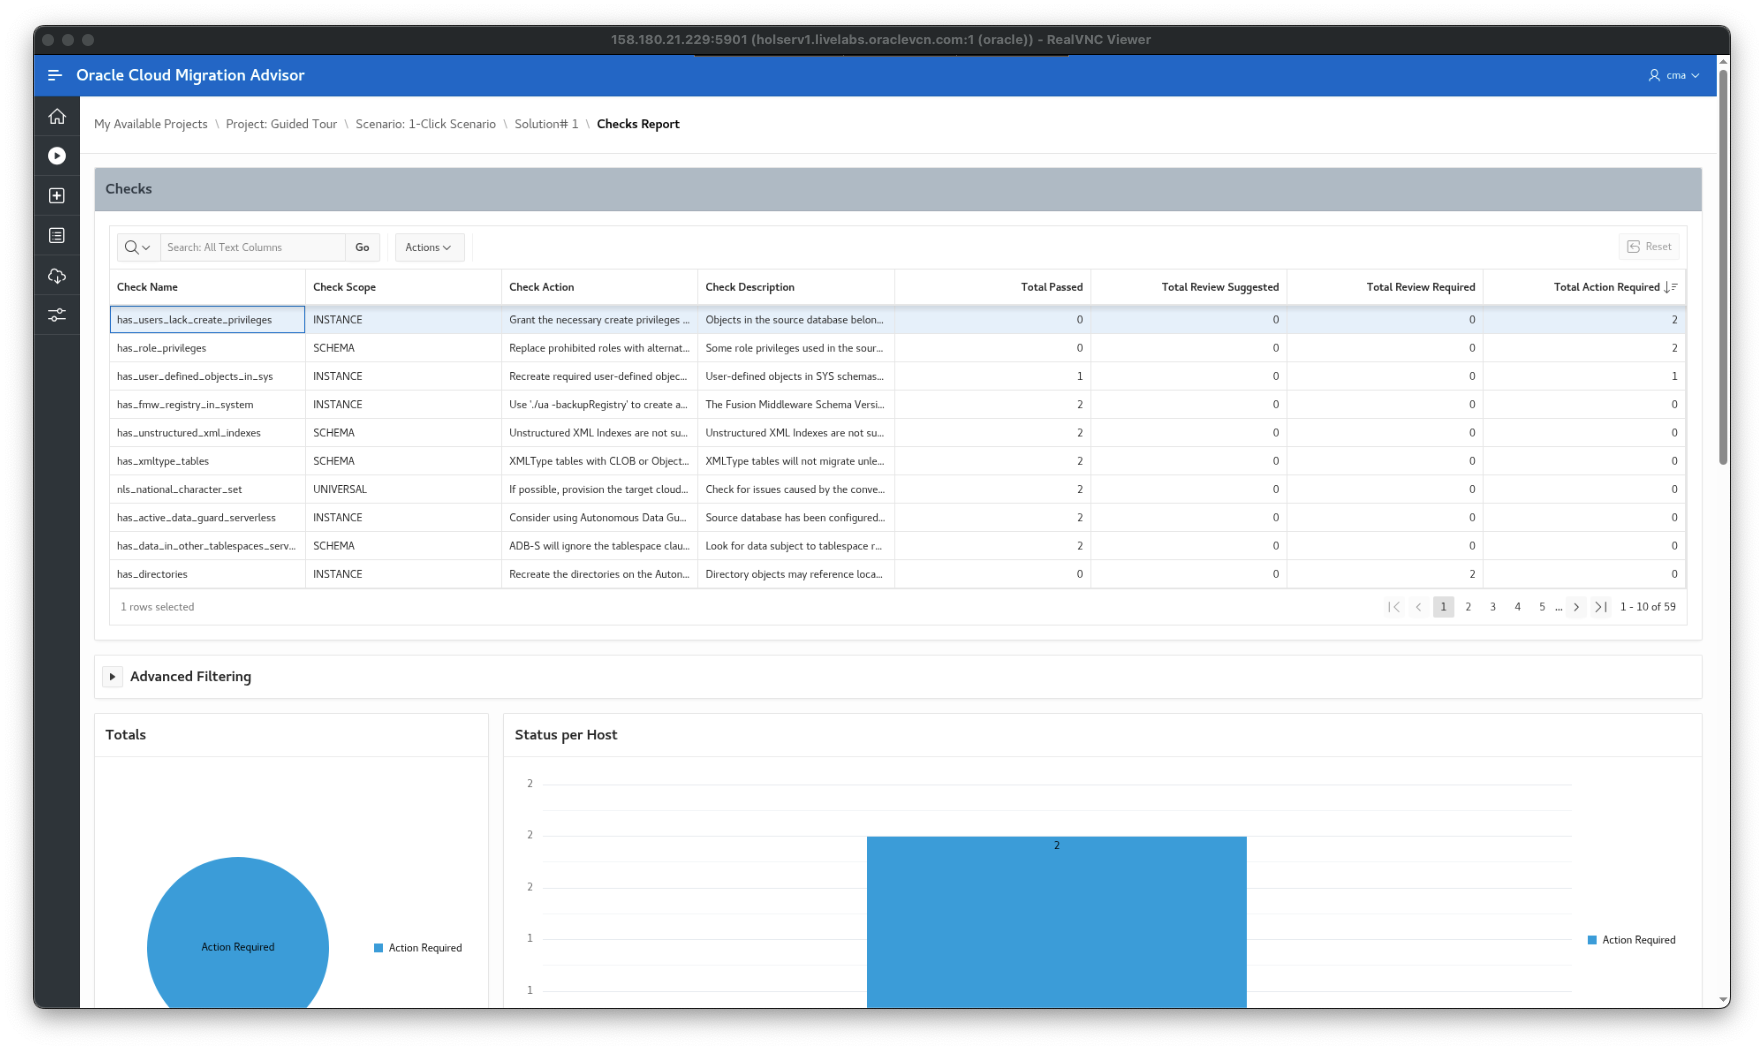 158.180.21.229:5901 (holserv1.livelabs.oraclevcn.com:1 (oracle)) - RealVNC Viewer
Oracle Cloud Migration Advisor
cma
My Available Projects \ Project: Guided Tour \ Scenario: 1-Click Scenario \ Solution# 1 \ Checks Report
Checks
Search: All Text Columns Go Actions Reset
Check Name Check Scope Check Action Check Description Total Passed Total Review Suggested Total Review Required Total Action Required
has_users_lack_create_privileges INSTANCE Grant the necessary create privileges ... Objects in the source database belon... 0 0 0 2
has_role_privileges SCHEMA Replace prohibited roles with alternat... Some role privileges used in the sour... 0 0 0 2
has_user_defined_objects_in_sys INSTANCE Recreate required user-defined objec... User-defined objects in SYS schemas... 1 0 0 1
has_fmw_registry_in_system INSTANCE Use './ua -backupRegistry' to create a... The Fusion Middleware Schema Versi... 2 0 0 0
has_unstructured_xml_indexes SCHEMA Unstructured XML Indexes are not su... Unstructured XML Indexes are not su... 2 0 0 0
has_xmltype_tables SCHEMA XMLType tables with CLOB or Object... XMLType tables will not migrate unle... 2 0 0 0
nls_national_character_set UNIVERSAL If possible, provision the target cloud... Check for issues caused by the conve... 2 0 0 0
has_active_data_guard_serverless INSTANCE Consider using Autonomous Data Gu... Source database has been configured... 2 0 0 0
has_data_in_other_tablespaces_serv... SCHEMA ADB-S will ignore the tablespace clau... Look for data subject to tablespace r... 2 0 0 0
has_directories INSTANCE Recreate the directories on the Auton... Directory objects may reference loca... 0 0 2 0
1 rows selected 1 2 3 4 5 ... 1 - 10 of 59
Advanced Filtering
Totals
Action Required
Action Required
Status per Host
2
2
2
1
1
2
Action Required